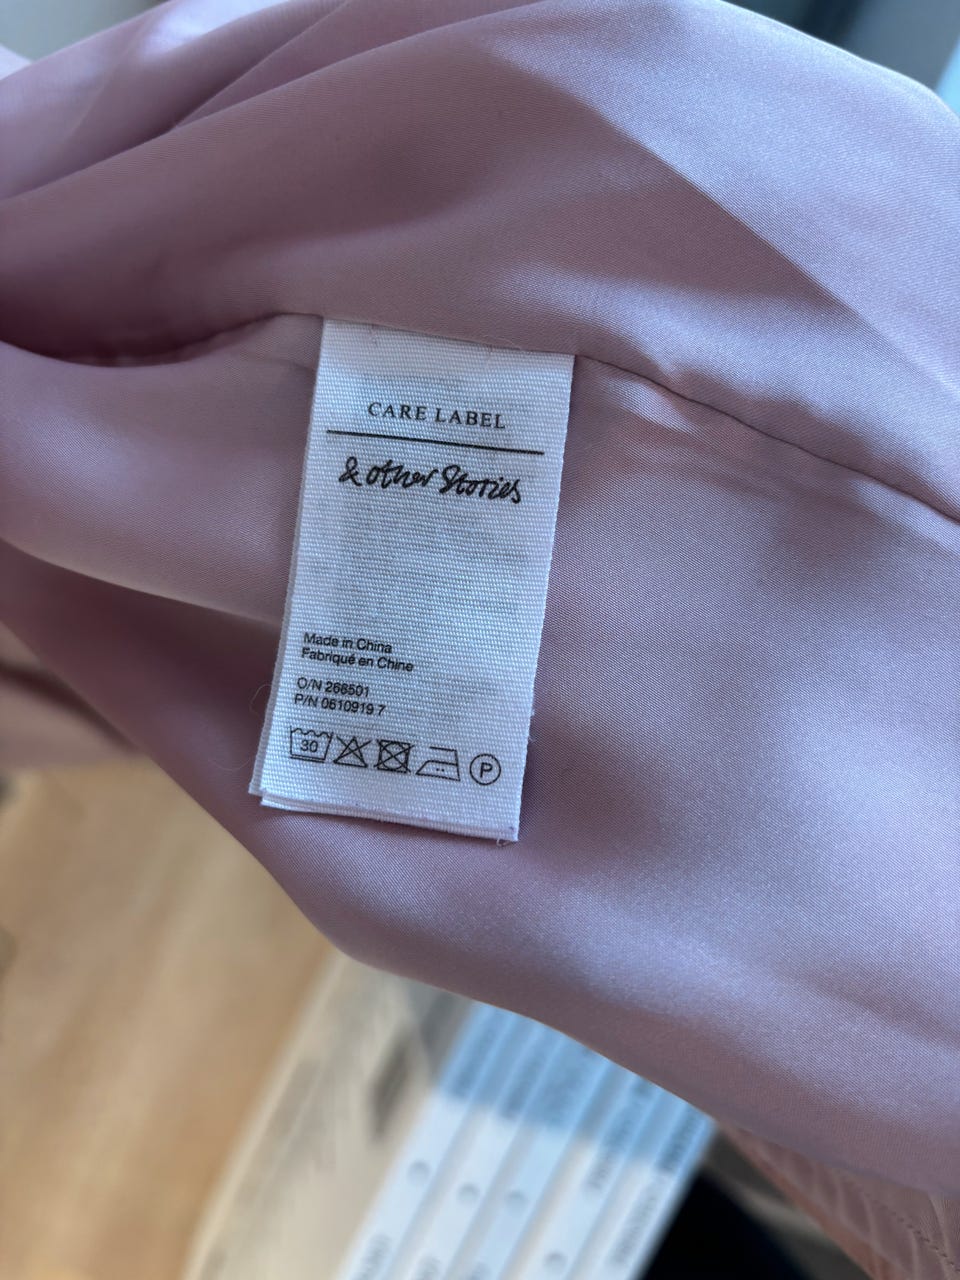 CARE LABEL
& other Stories
Made in China
Fabriqué en Chine
O/N 266501
P/N 0610919 7
30
P